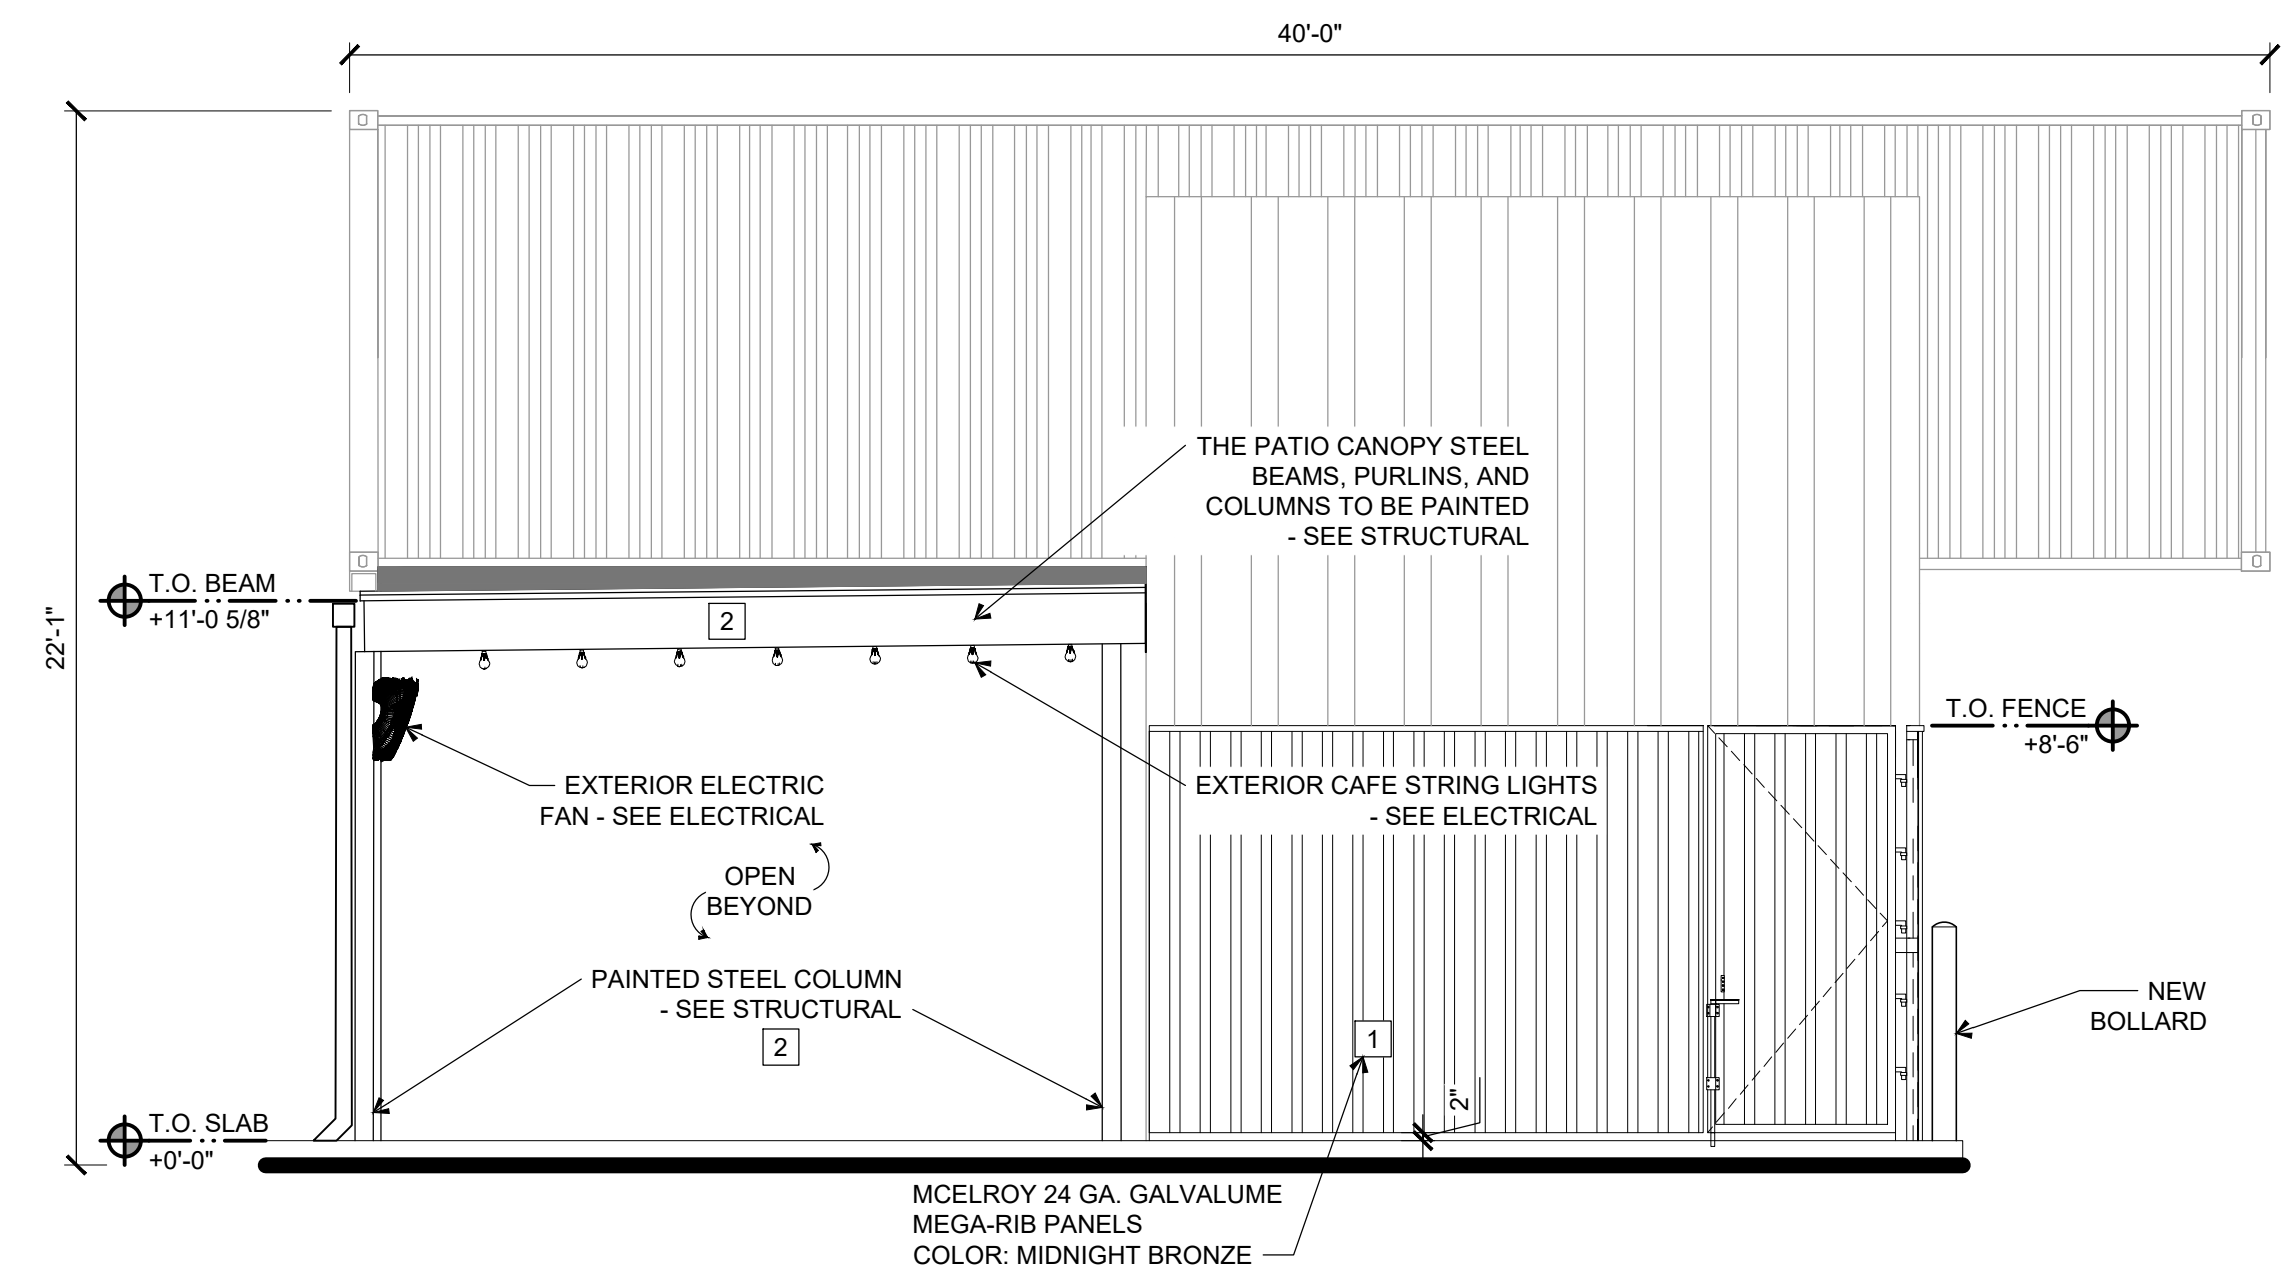 40'-0"
THE PATIO CANOPY STEEL
BEAMS, PURLINS, AND
COLUMNS TO BE PAINTED
- SEE STRUCTURAL
T.O. BEAM
+11'-0 5/8"
22'-1"
2
T.O. FENCE
+8'-6"
EXTERIOR ELECTRIC
FAN - SEE ELECTRICAL
EXTERIOR CAFE STRING LIGHTS
- SEE ELECTRICAL
OPEN
BEYOND
PAINTED STEEL COLUMN
- SEE STRUCTURAL
2
1
NEW
BOLLARD
2"
T.O. SLAB
+0'-0"
MCELROY 24 GA. GALVALUME
MEGA-RIB PANELS
COLOR: MIDNIGHT BRONZE